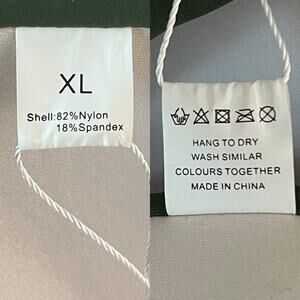 XL
Shell:82%Nylon
18%Spandex
HANG TO DRY
WASH SIMILAR
COLOURS TOGETHER
MADE IN CHINA